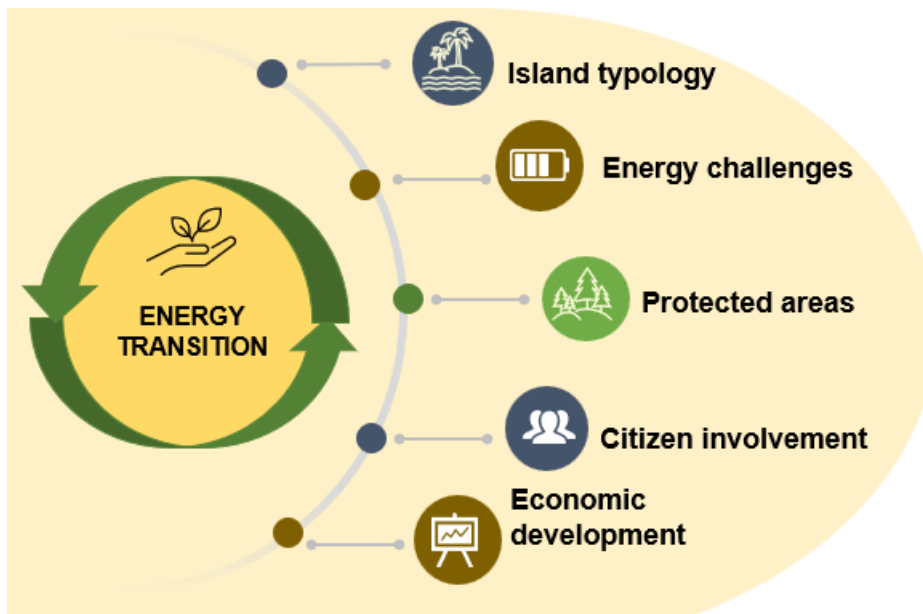 Island typology
Energy challenges
ENERGY
TRANSITION
Protected areas
Citizen involvement
Economic
development